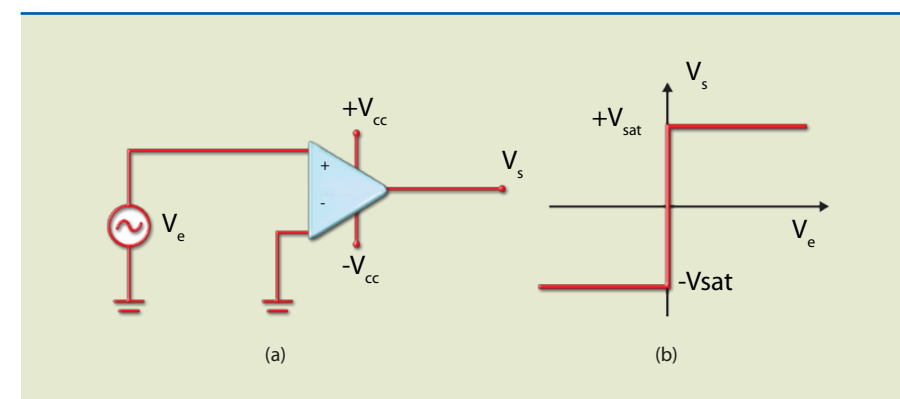 +Vcc
+
-
Ve
Vs
-Vcc
(a)
Vs
+Vsat
Ve
-Vsat
(b)